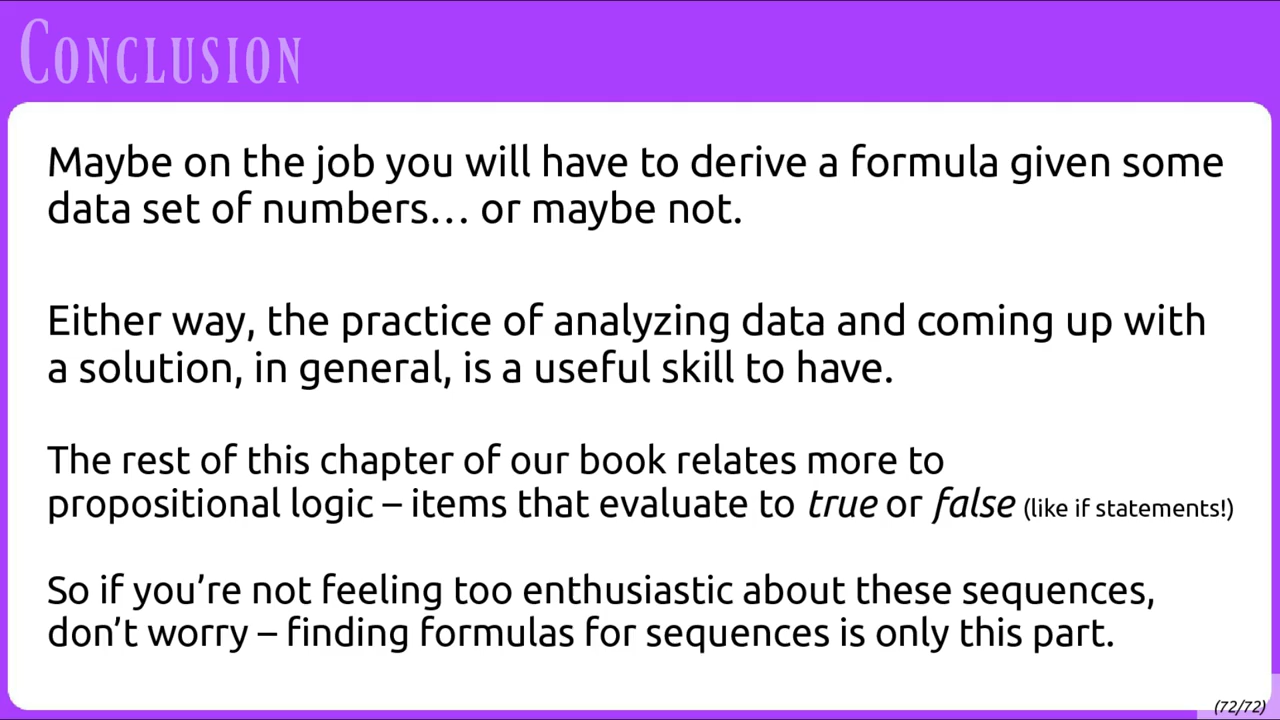 Conclusion
Maybe on the job you will have to derive a formula given some
data set of numbers… or maybe not.
Either way, the practice of analyzing data and coming up with
a solution, in general, is a useful skill to have.
The rest of this chapter of our book relates more to
propositional logic – items that evaluate to true or false (like if statements!)
So if you’re not feeling too enthusiastic about these sequences,
don’t worry – finding formulas for sequences is only this part.
(72/72)